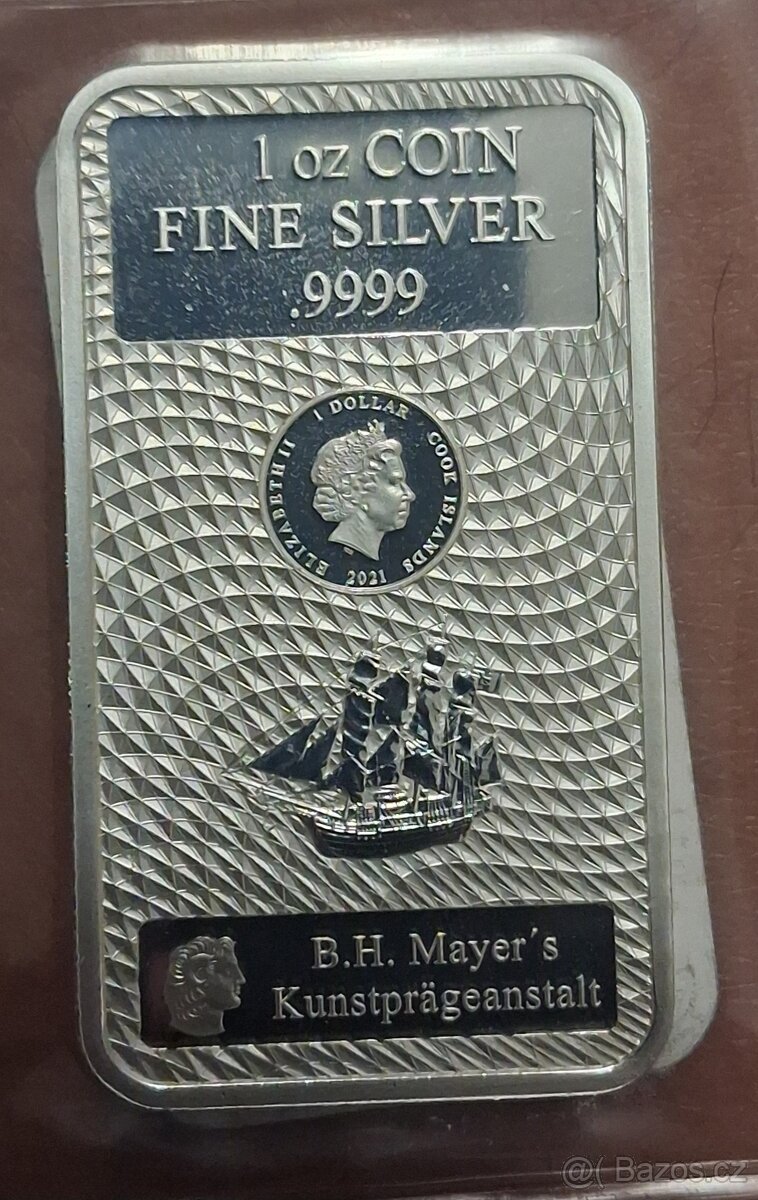 1 oz COIN
FINE SILVER
.9999
ELIZABETH II 1 DOLLAR COOK ISLANDS
2021
B.H. Mayer´s
Kunstprägeanstalt
@( Bazos.cz